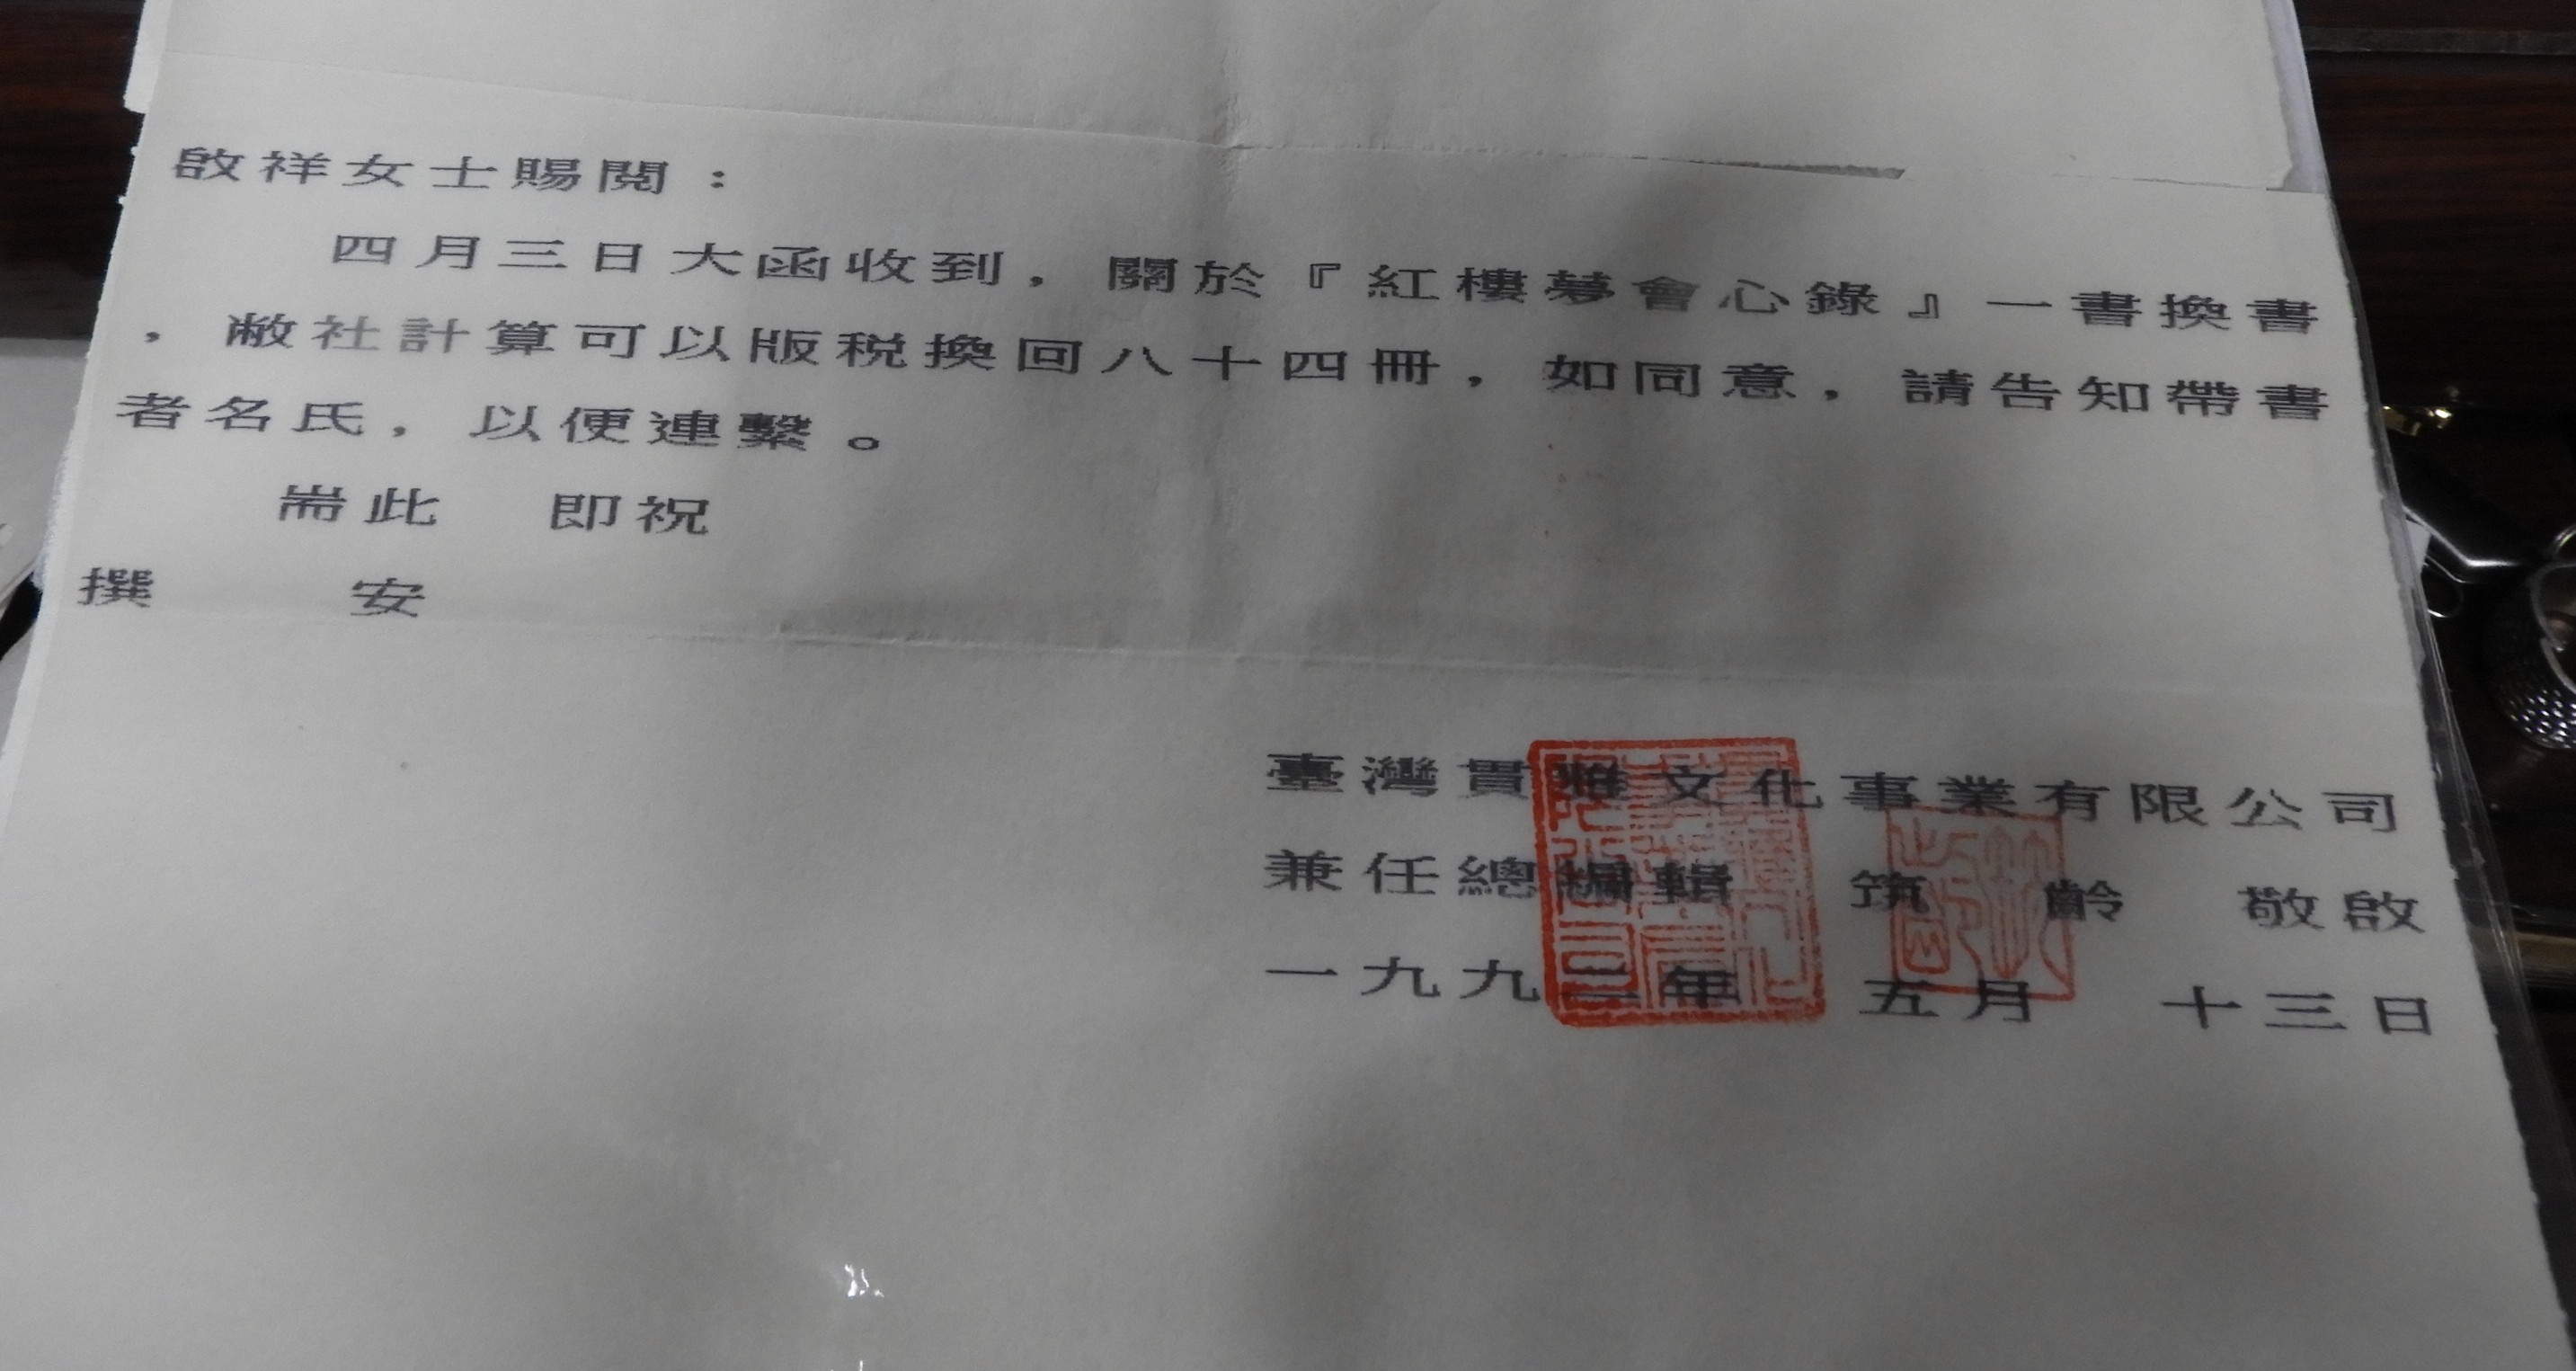 啟祥女士賜閱：
四月三日大函收到，關於『紅樓夢會心錄』一書換書
，敝社計算可以版税換回八十四冊，如同意，請告知帶書
者名氏，以便連繫。
耑此 即祝
撰 安
臺灣貫雅文化事業有限公司
兼任總編輯 筑 齡 敬啟
一九九二年 五月 十三日